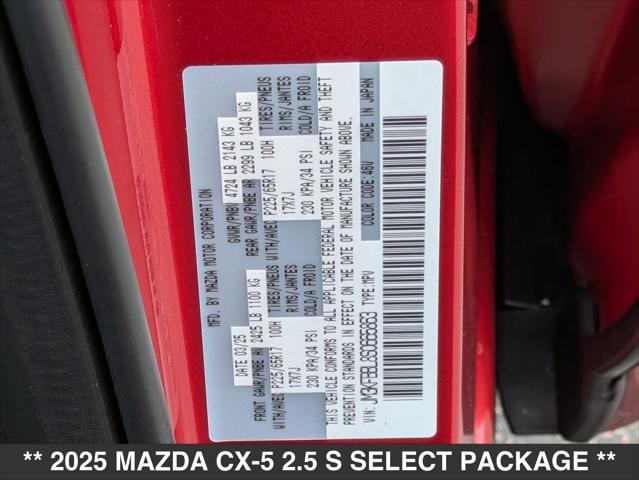 MFD. BY MAZDA MOTOR CORPORATION
DATE 03/25 GVWR/PNBV 4724 LB 2143 KG
FRONT GAWR/PNBE AV 2425 LB 1100 KG REAR GAWR/PNBE AR 2299 LB 1043 KG
WITH/AVEC P225/65R17 100H TIRES/PNEUS WITH/AVEC P225/65R17 100H TIRES/PNEUS
17X7J RIMS/JANTES 17X7J RIMS/JANTES
230 KPA/34 PSI COLD/A FROID 230 KPA/34 PSI COLD/A FROID
THIS VEHICLE CONFORMS TO ALL APPLICABLE FEDERAL MOTOR VEHICLE SAFETY AND THEFT
PREVENTION STANDARDS IN EFFECT ON THE DATE OF MANUFACTURE SHOWN ABOVE.
VIN: TYPE:MPV COLOR CODE:46V MADE IN JAPAN
** 2025 MAZDA CX-5 2.5 S SELECT PACKAGE **